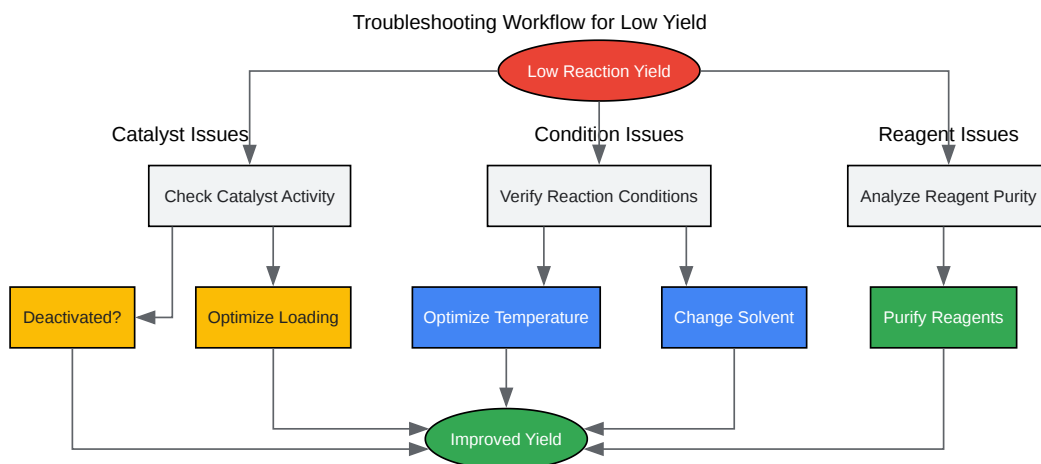 Troubleshooting Workflow for Low Yield
Low Reaction Yield
Catalyst Issues
Condition Issues
Reagent Issues
Check Catalyst Activity
Verify Reaction Conditions
Analyze Reagent Purity
Deactivated?
Optimize Loading
Optimize Temperature
Change Solvent
Purify Reagents
Improved Yield